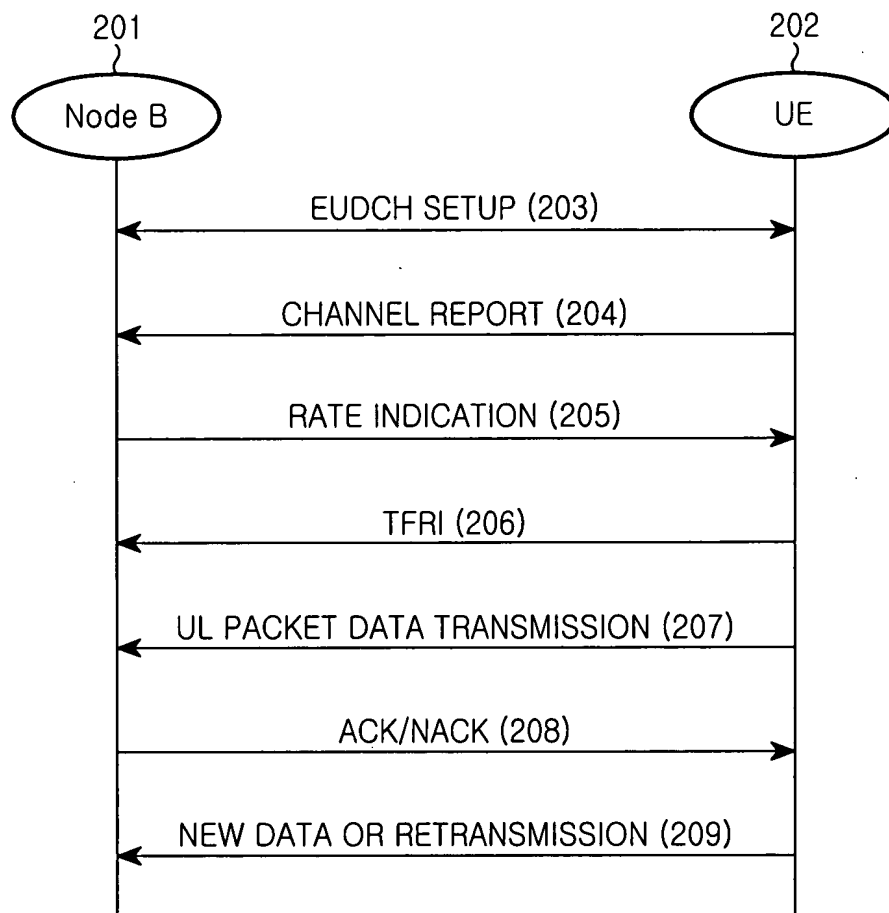 201
202
Node B
UE
EUDCH SETUP (203)
CHANNEL REPORT (204)
RATE INDICATION (205)
TFRI (206)
UL PACKET DATA TRANSMISSION (207)
ACK/NACK (208)
NEW DATA OR RETRANSMISSION (209)